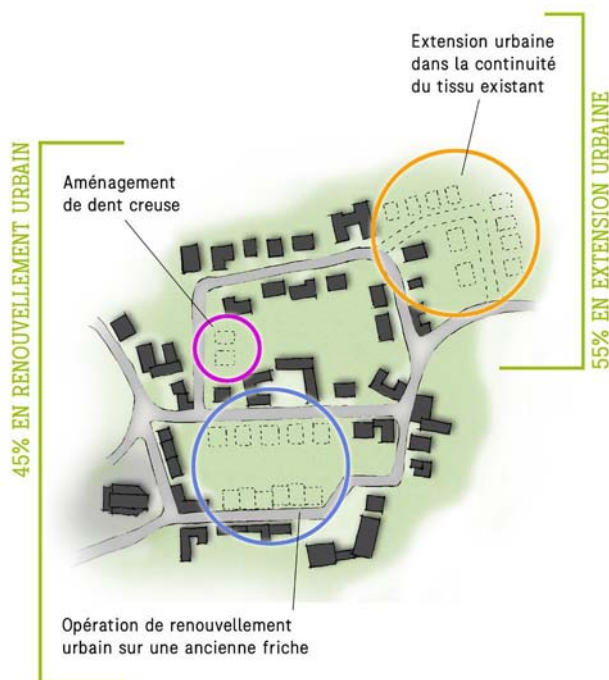 Extension urbaine
dans la continuité
du tissu existant
55% EN EXTENSION URBAINE
45% EN RENOUVELLEMENT URBAIN
Aménagement
de dent creuse
Opération de renouvellement
urbain sur une ancienne friche